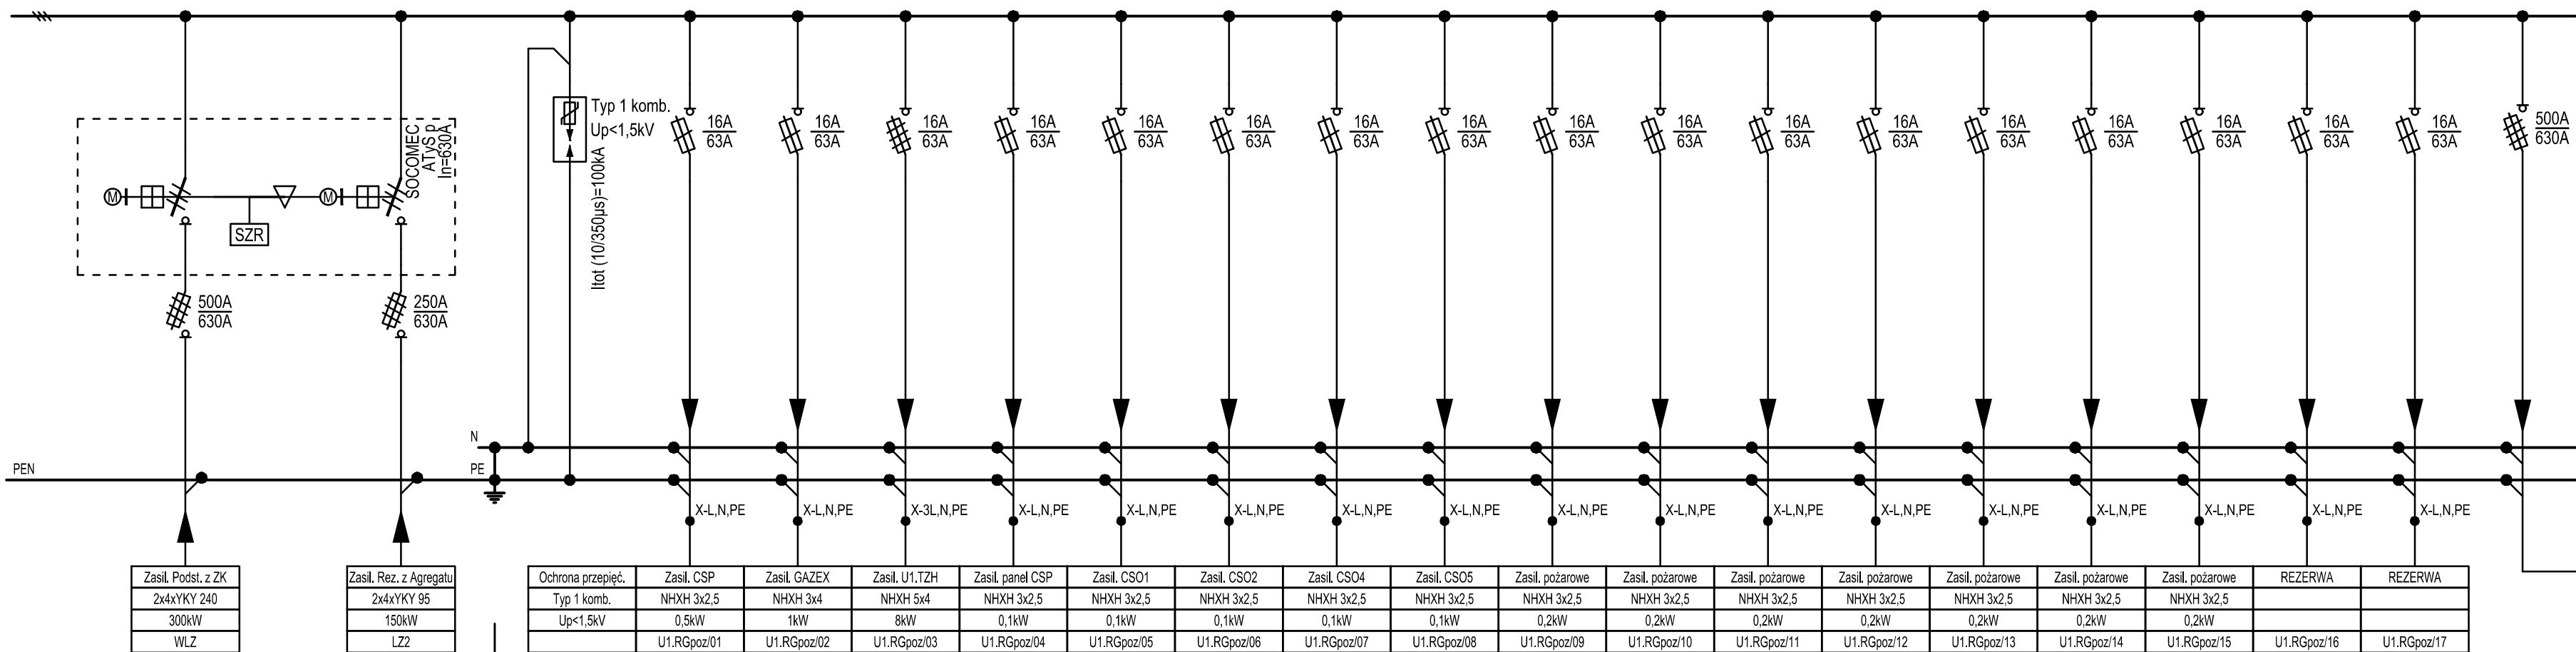 Typ 1 komb.
Up<1,5kV
Itot (10/350µs)=100kA
SOCOMEC
ATyS p
In=630A
M
M
SZR
500A
630A
250A
630A
16A
63A
16A
63A
16A
63A
16A
63A
16A
63A
16A
63A
16A
63A
16A
63A
16A
63A
16A
63A
16A
63A
16A
63A
16A
63A
16A
63A
16A
63A
16A
63A
16A
63A
500A
630A
N
PEN
PE
X-L,N,PE
X-L,N,PE
X-3L,N,PE
X-L,N,PE
X-L,N,PE
X-L,N,PE
X-L,N,PE
X-L,N,PE
X-L,N,PE
X-L,N,PE
X-L,N,PE
X-L,N,PE
X-L,N,PE
X-L,N,PE
X-L,N,PE
X-L,N,PE
X-L,N,PE
Zasil. Podst. z ZK
2x4xYKY 240
300kW
WLZ
Zasil. Rez. z Agregatu
2x4xYKY 95
150kW
LZ2
Ochrona przepięć.
Typ 1 komb.
Up<1,5kV
Zasil. CSP
NHXH 3x2,5
0,5kW
U1.RGpoz/01
Zasil. GAZEX
NHXH 3x4
1kW
U1.RGpoz/02
Zasil. U1.TZH
NHXH 5x4
8kW
U1.RGpoz/03
Zasil. panel CSP
NHXH 3x2,5
0,1kW
U1.RGpoz/04
Zasil. CSO1
NHXH 3x2,5
0,1kW
U1.RGpoz/05
Zasil. CSO2
NHXH 3x2,5
0,1kW
U1.RGpoz/06
Zasil. CSO4
NHXH 3x2,5
0,1kW
U1.RGpoz/07
Zasil. CSO5
NHXH 3x2,5
0,1kW
U1.RGpoz/08
Zasil. pożarowe
NHXH 3x2,5
0,2kW
U1.RGpoz/09
Zasil. pożarowe
NHXH 3x2,5
0,2kW
U1.RGpoz/10
Zasil. pożarowe
NHXH 3x2,5
0,2kW
U1.RGpoz/11
Zasil. pożarowe
NHXH 3x2,5
0,2kW
U1.RGpoz/12
Zasil. pożarowe
NHXH 3x2,5
0,2kW
U1.RGpoz/13
Zasil. pożarowe
NHXH 3x2,5
0,2kW
U1.RGpoz/14
Zasil. pożarowe
NHXH 3x2,5
0,2kW
U1.RGpoz/15
REZERWA
U1.RGpoz/16
REZERWA
U1.RGpoz/17